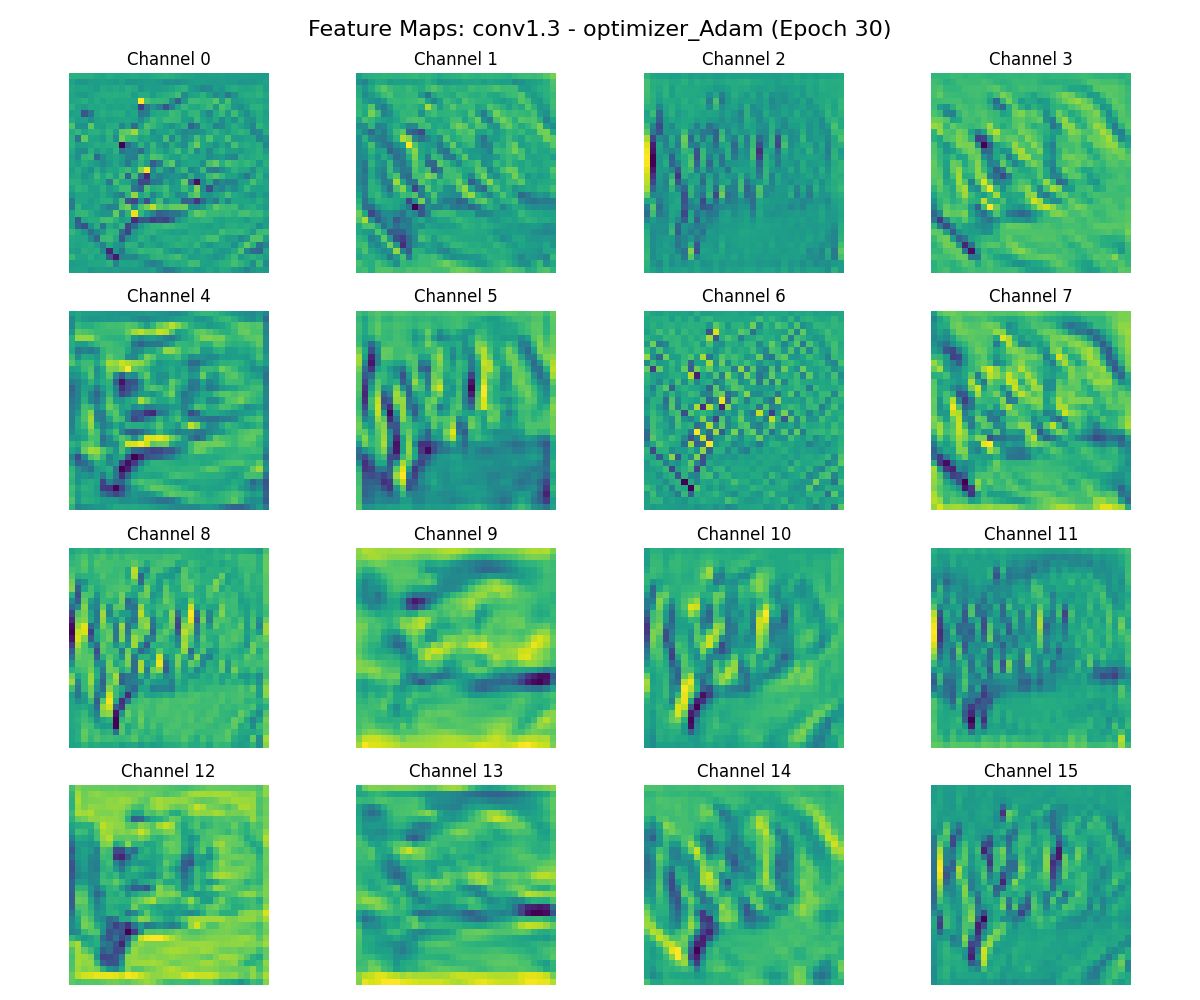 Feature Maps: conv1.3 - optimizer_Adam (Epoch 30)
Channel 0 Channel 1 Channel 2 Channel 3
Channel 4 Channel 5 Channel 6 Channel 7
Channel 8 Channel 9 Channel 10 Channel 11
Channel 12 Channel 13 Channel 14 Channel 15